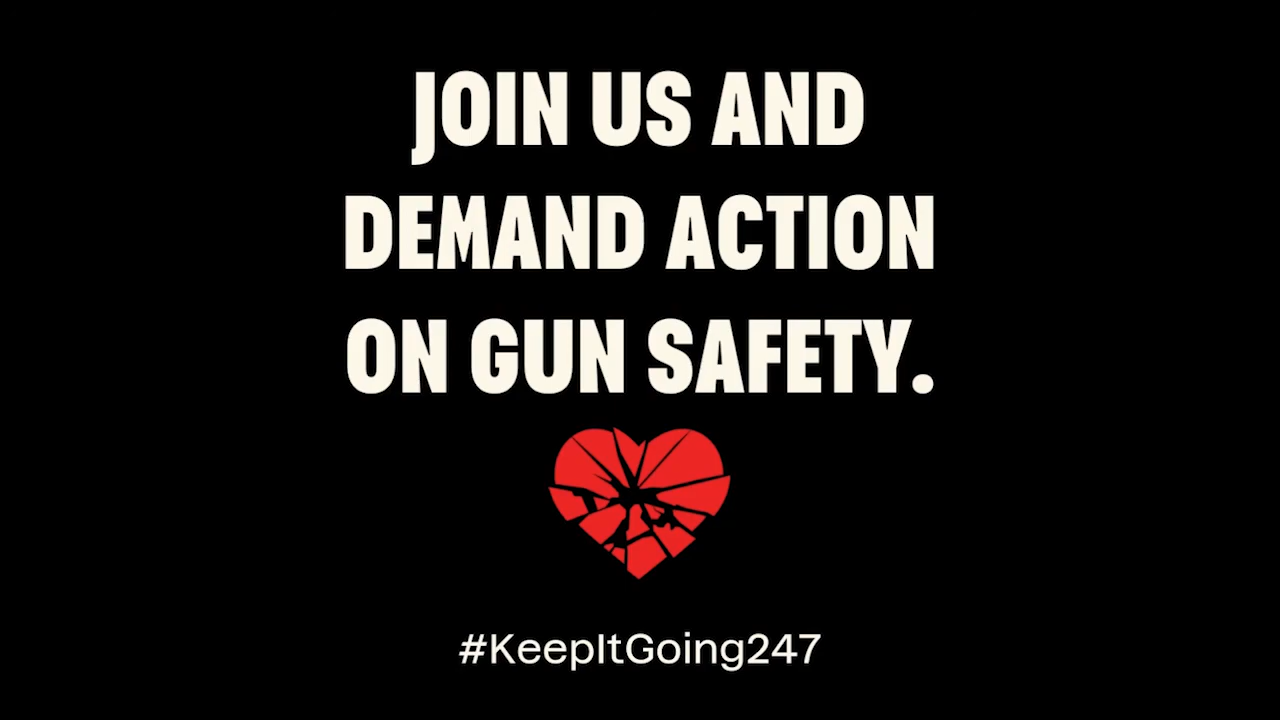 JOIN US AND
DEMAND ACTION
ON GUN SAFETY.
#KeepItGoing247